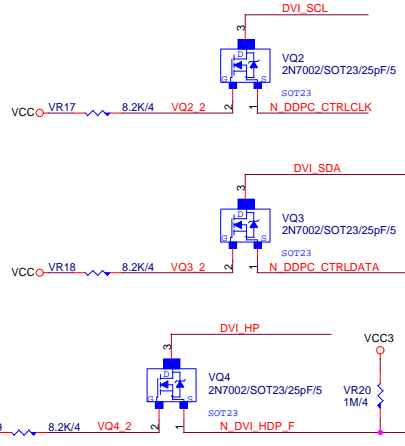 DVI_SCL
3
D
G
S
VQ2
2N7002/SOT23/25pF/5
SOT23
VCC
VR17
8.2K/4
VQ2_2
2
1
N_DDPC_CTRLCLK
DVI_SDA
3
D
G
S
VQ3
2N7002/SOT23/25pF/5
SOT23
VCC
VR18
8.2K/4
VQ3_2
2
1
N_DDPC_CTRLDATA
DVI_HP
3
D
G
S
VQ4
2N7002/SOT23/25pF/5
SOT23
VCC3
VR20
1M/4
8.2K/4
VQ4_2
2
1
N_DVI_HDP_F